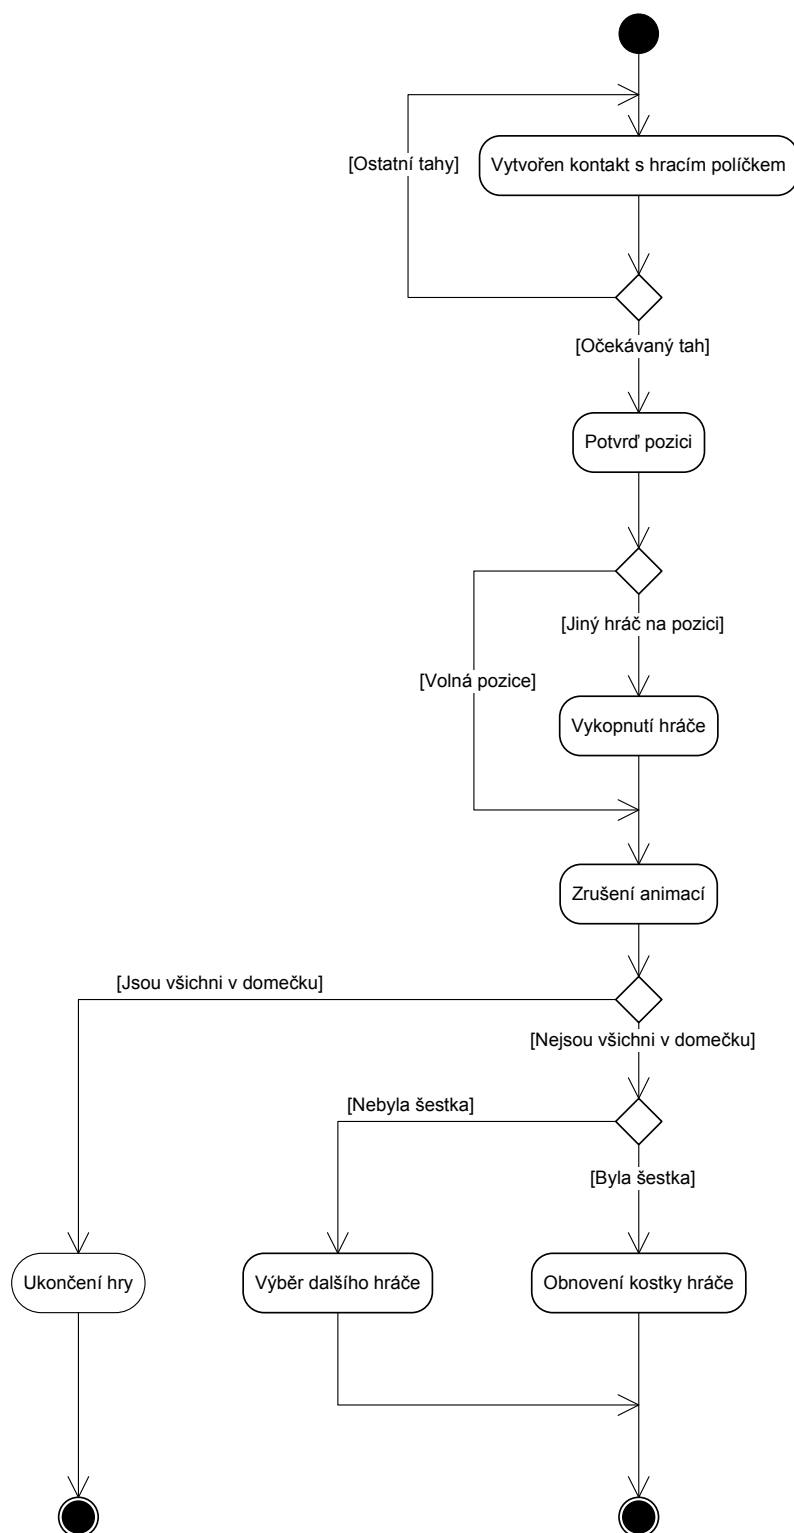 Vytvořen kontakt s hracím políčkem
[Ostatní tahy]
[Očekávaný tah]
Potvrď pozici
[Jiný hráč na pozici]
[Volná pozice]
Vykopnutí hráče
Zrušení animací
[Jsou všichni v domečku]
[Nejsou všichni v domečku]
[Nebyla šestka]
[Byla šestka]
Ukončení hry
Výběr dalšího hráče
Obnovení kostky hráče